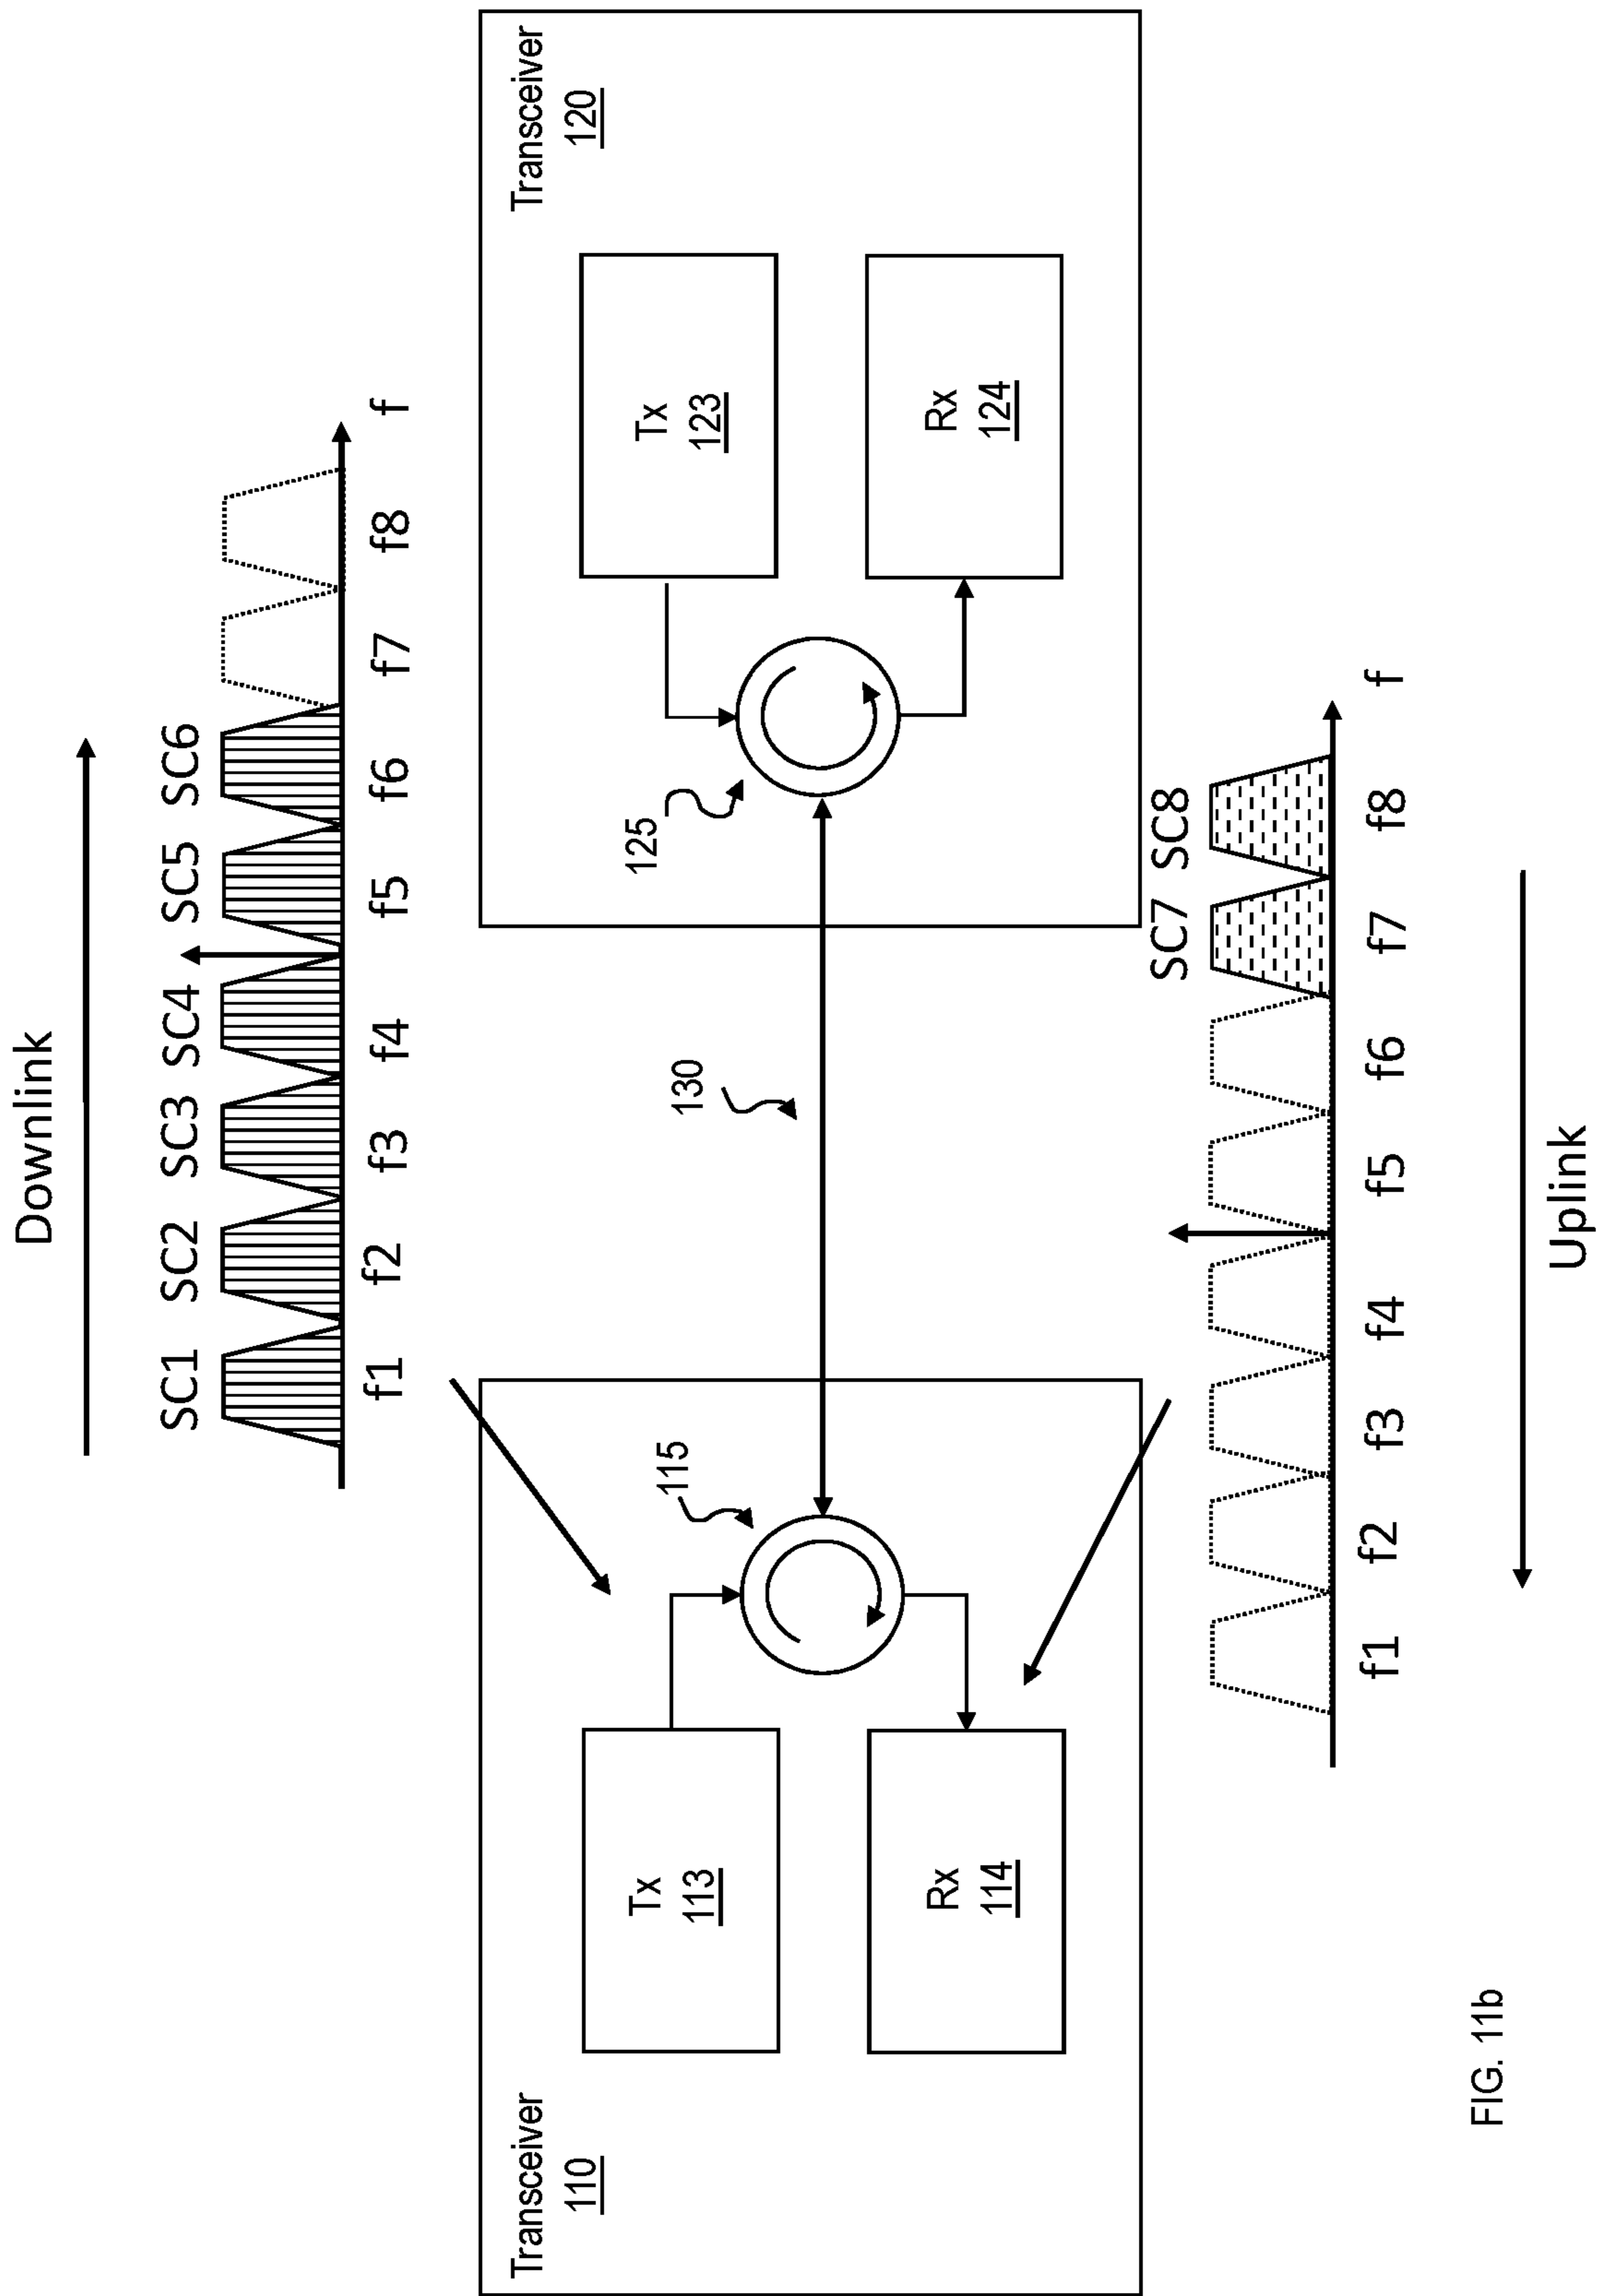 Downlink
SC1 SC2 SC3 SC4 SC5 SC6
f1 f2 f3 f4 f5 f6 f7 f8 f
Transceiver
110
Transceiver
120
Tx
113
115
130
125
Tx
123
Rx
114
Rx
124
SC7 SC8
f1 f2 f3 f4 f5 f6 f7 f8 f
Uplink
FIG. 11b